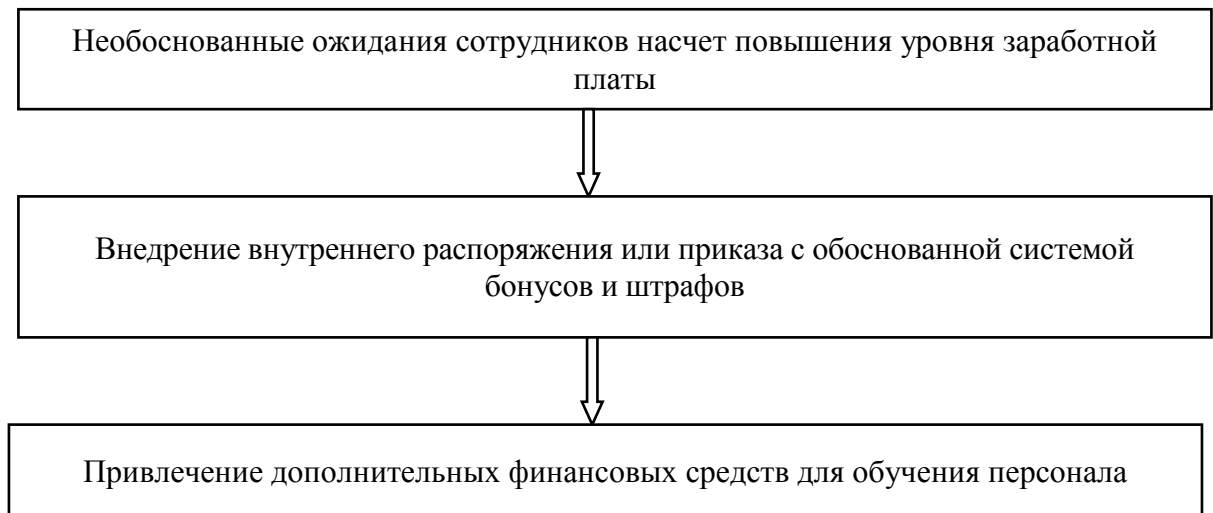 Необоснованные ожидания сотрудников насчет повышения уровня заработной
платы
Внедрение внутреннего распоряжения или приказа с обоснованной системой
бонусов и штрафов
Привлечение дополнительных финансовых средств для обучения персонала